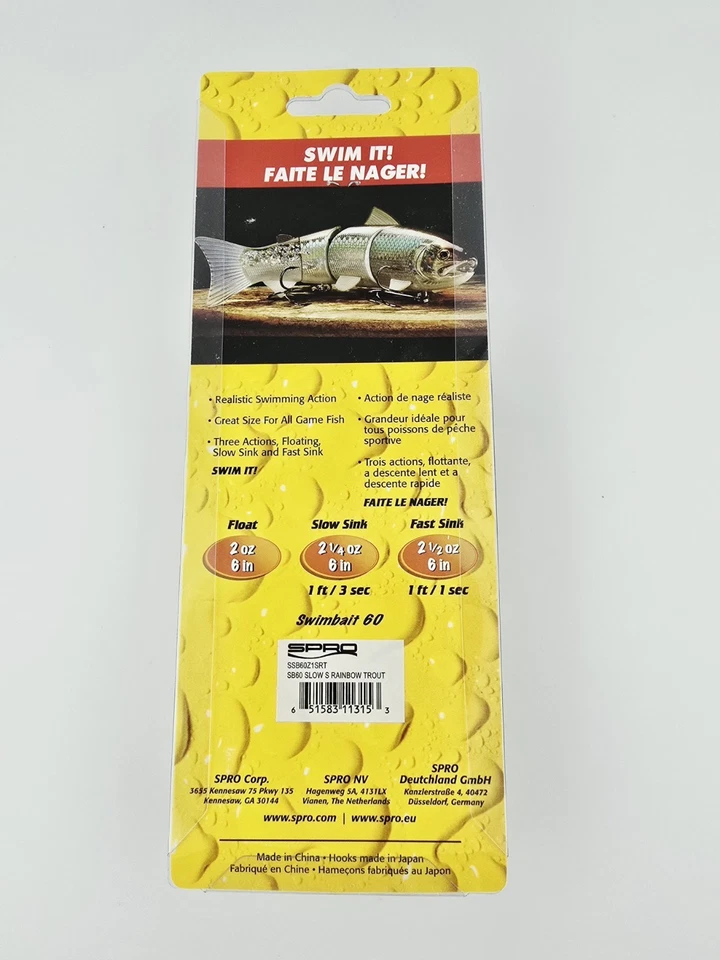 SWIM IT!
FAITE LE NAGER!
• Realistic Swimming Action
• Great Size For All Game Fish
• Three Actions, Floating,
Slow Sink and Fast Sink
SWIM IT!
• Action de nage réaliste
• Grandeur idéale pour
tous poissons de pêche
sportive
• Trois actions, flottante,
a descente lent et a
descente rapide
FAITE LE NAGER!
Float
2 oz
6 in
Slow Sink
2 1/4 oz
6 in
1 ft / 3 sec
Fast Sink
2 1/2 oz
6 in
1 ft / 1 sec
Swimbait 60
SPRO
SSB60Z1SRT
SB60 SLOW S RAINBOW TROUT
6 51583 11315 3
SPRO Corp.
3655 Kennesaw 75 Pkwy 135
Kennesaw, GA 30144
SPRO NV
Hagenweg 5A, 4131LX
Vianen, The Netherlands
SPRO
Deutchland GmbH
Kanzlerstraße 4, 40472
Düsseldorf, Germany
www.spro.com | www.spro.eu
Made in China • Hooks made in Japan
Fabriqué en Chine • Hameçons fabriqués au Japon